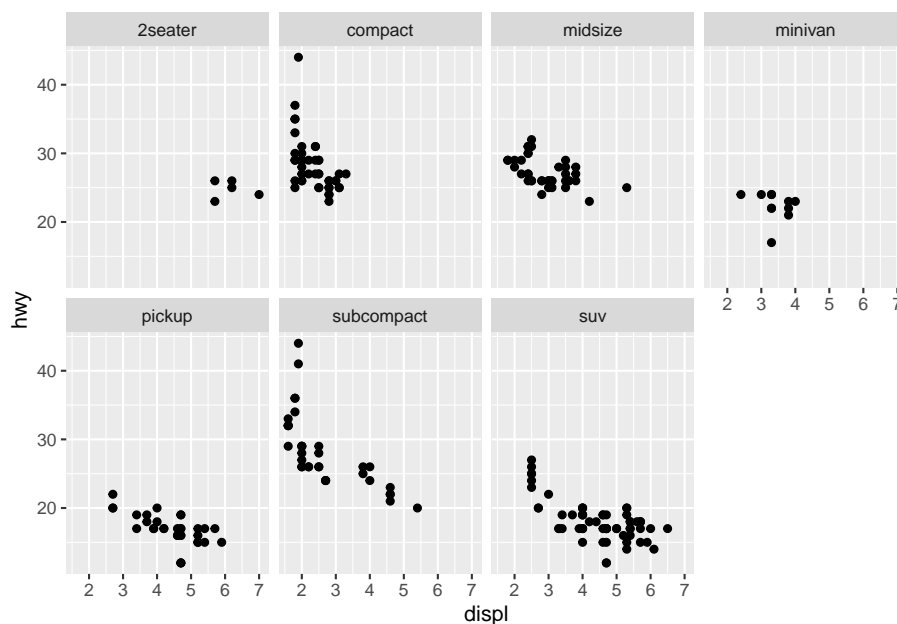 2seater compact midsize minivan
40
30
20
2 3 4 5 6 7
hwy
pickup subcompact suv
40
30
20
2 3 4 5 6 7 2 3 4 5 6 7 2 3 4 5 6 7
displ